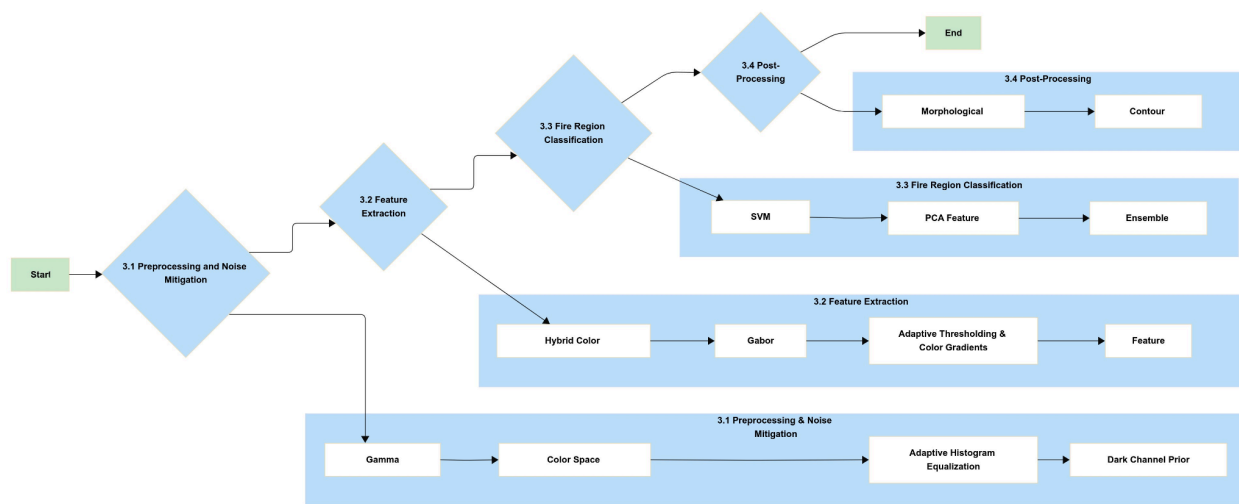 End
3.4 Post-
Processing
3.4 Post-Processing
Morphological
Contour
3.3 Fire Region
Classification
3.3 Fire Region Classification
SVM
PCA Feature
Ensemble
3.2 Feature
Extraction
Start
3.1 Preprocessing and Noise
Mitigation
3.2 Feature Extraction
Hybrid Color
Gabor
Adaptive Thresholding &
Color Gradients
Feature
3.1 Preprocessing & Noise
Mitigation
Gamma
Color Space
Adaptive Histogram
Equalization
Dark Channel Prior